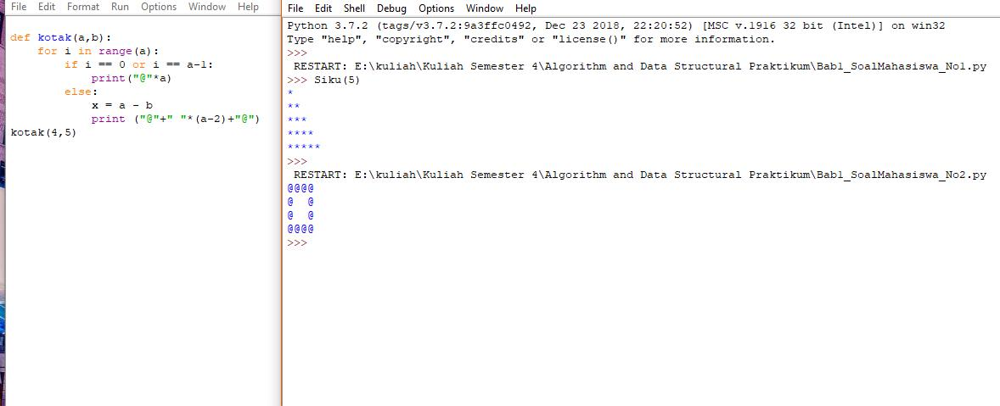 File Edit Format Run Options Window Help
def kotak(a,b):
    for i in range(a):
        if i == 0 or i == a-1:
            print("@"*a)
        else:
            x = a - b
            print ("@"+" "*(a-2)+"@")
kotak(4,5)
File Edit Shell Debug Options Window Help
Python 3.7.2 (tags/v3.7.2:9a3ffc0492, Dec 23 2018, 22:20:52) [MSC v.1916 32 bit (Intel)] on win32
Type "help", "copyright", "credits" or "license()" for more information.
>>>
 RESTART: E:\kuliah\Kuliah Semester 4\Algorithm and Data Structural Praktikum\Bab1_SoalMahasiswa_No1.py
>>> Siku(5)
*
**
***
****
*****
>>>
 RESTART: E:\kuliah\Kuliah Semester 4\Algorithm and Data Structural Praktikum\Bab1_SoalMahasiswa_No2.py
@@@@
@  @
@  @
@@@@
>>>